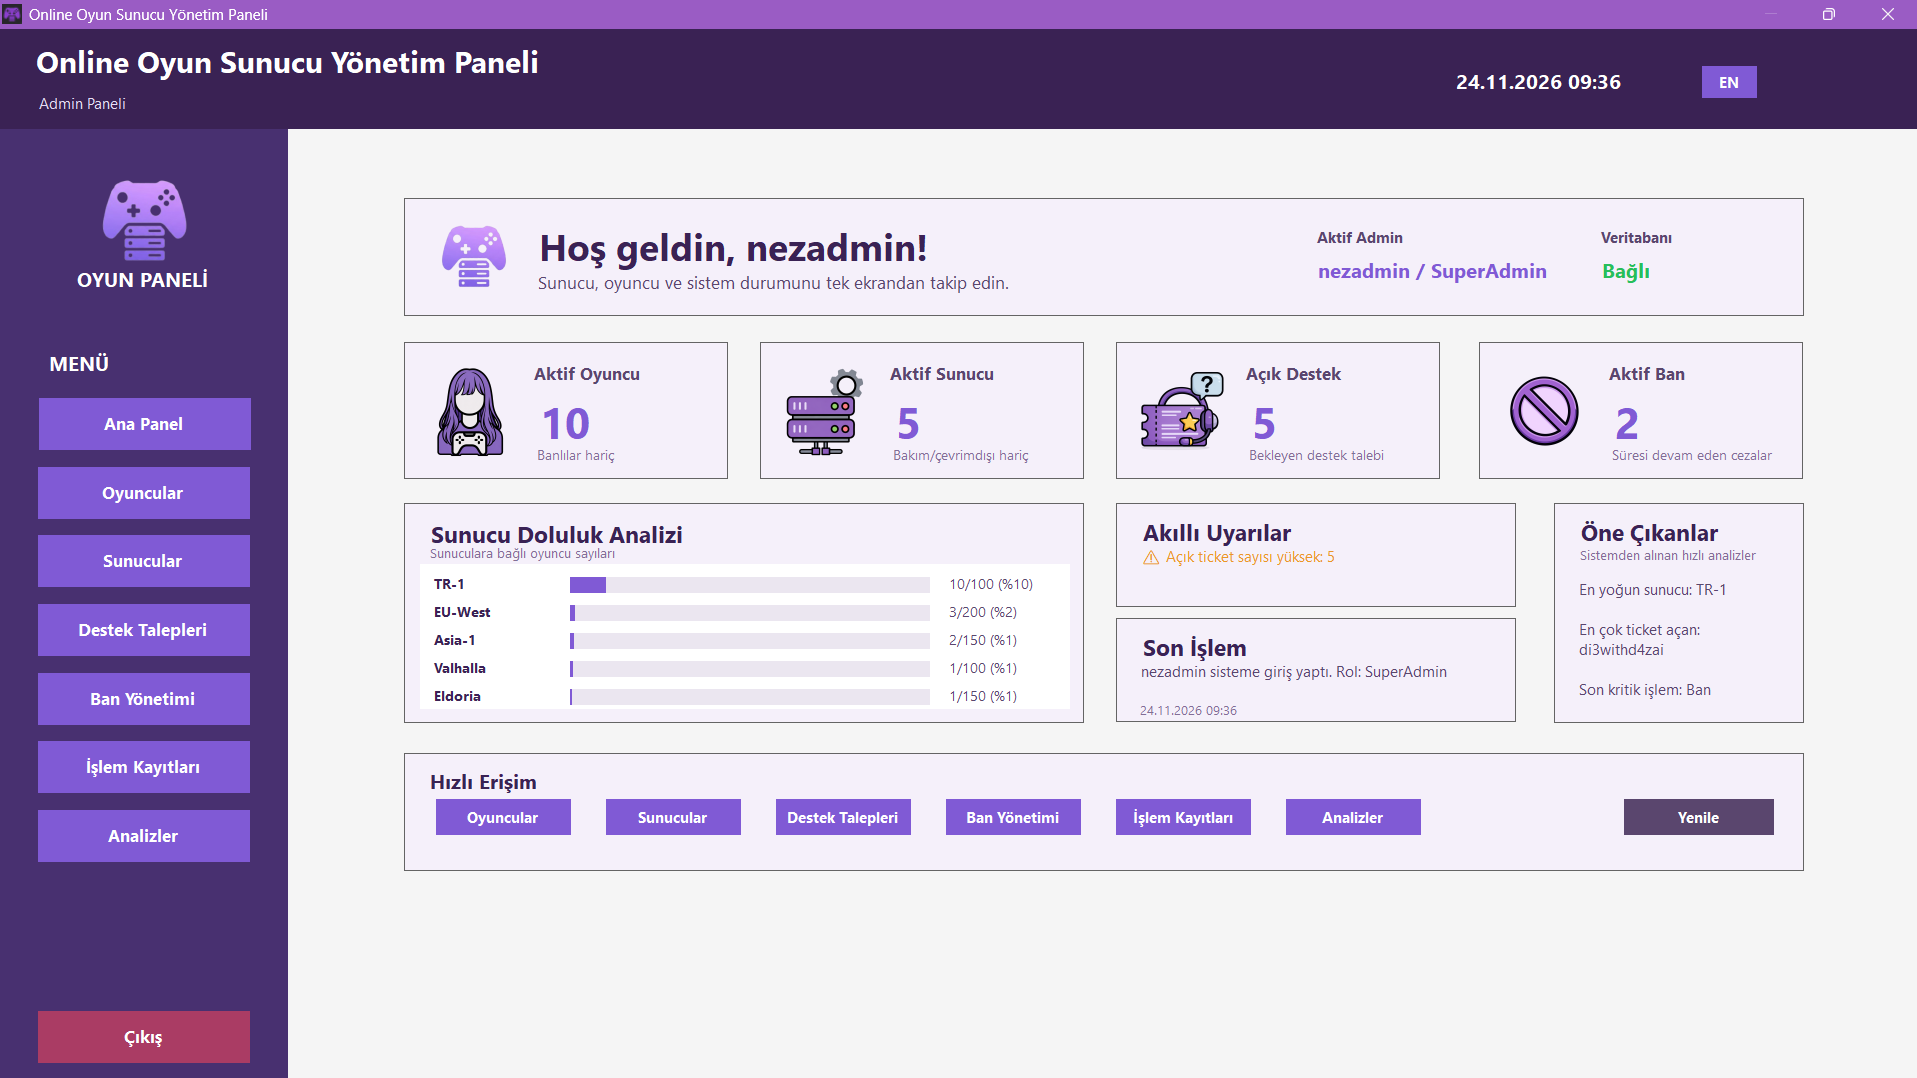 Online Oyun Sunucu Yönetim Paneli
Online Oyun Sunucu Yönetim Paneli
Admin Paneli
24.11.2026 09:36
EN
OYUN PANELİ
MENÜ
Ana Panel
Oyuncular
Sunucular
Destek Talepleri
Ban Yönetimi
İşlem Kayıtları
Analizler
Çıkış
Hoş geldin, nezadmin!
Sunucu, oyuncu ve sistem durumunu tek ekrandan takip edin.
Aktif Admin
nezadmin / SuperAdmin
Veritabanı
Bağlı
Aktif Oyuncu
10
Banlılar hariç
Aktif Sunucu
5
Bakım/çevrimdışı hariç
?
Açık Destek
5
Bekleyen destek talebi
Aktif Ban
2
Süresi devam eden cezalar
Sunucu Doluluk Analizi
Sunuculara bağlı oyuncu sayıları
TR-1 10/100 (%10)
EU-West 3/200 (%2)
Asia-1 2/150 (%1)
Valhalla 1/100 (%1)
Eldoria 1/150 (%1)
Akıllı Uyarılar
⚠ Açık ticket sayısı yüksek: 5
Son İşlem
nezadmin sisteme giriş yaptı. Rol: SuperAdmin
24.11.2026 09:36
Öne Çıkanlar
Sistemden alınan hızlı analizler
En yoğun sunucu: TR-1
En çok ticket açan:
di3withd4zai
Son kritik işlem: Ban
Hızlı Erişim
Oyuncular
Sunucular
Destek Talepleri
Ban Yönetimi
İşlem Kayıtları
Analizler
Yenile